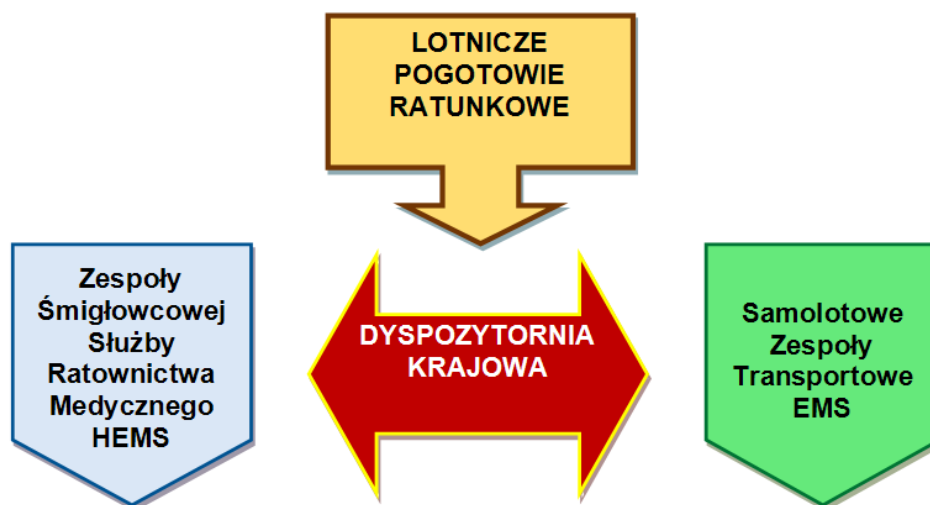 LOTNICZE
POGOTOWIE
RATUNKOWE
Zespoły
Śmigłowcowej
Służby
Ratownictwa
Medycznego
HEMS
DYSPOZYTORNIA
KRAJOWA
Samolotowe
Zespoły
Transportowe
EMS